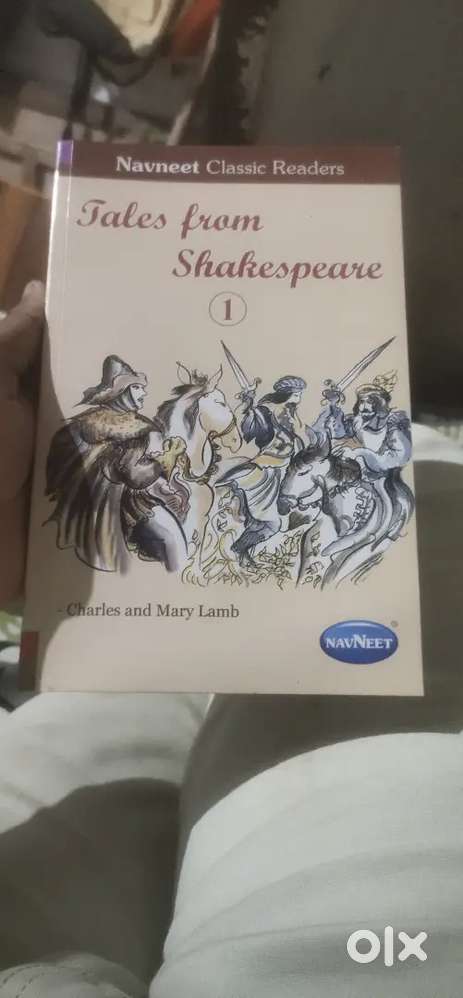 Navneet Classic Readers
Tales from
Shakespeare
1
- Charles and Mary Lamb
NAVNEET
®
olx